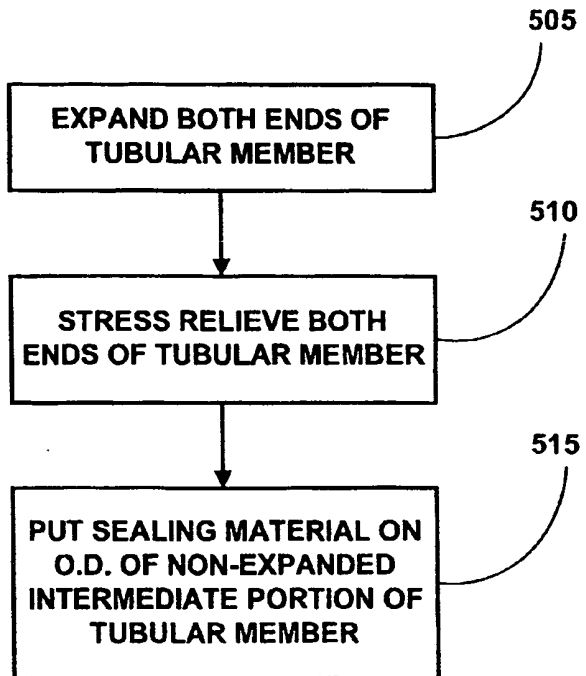 505
EXPAND BOTH ENDS OF
TUBULAR MEMBER
510
STRESS RELIEVE BOTH
ENDS OF TUBULAR MEMBER
515
PUT SEALING MATERIAL ON
O.D. OF NON-EXPANDED
INTERMEDIATE PORTION OF
TUBULAR MEMBER